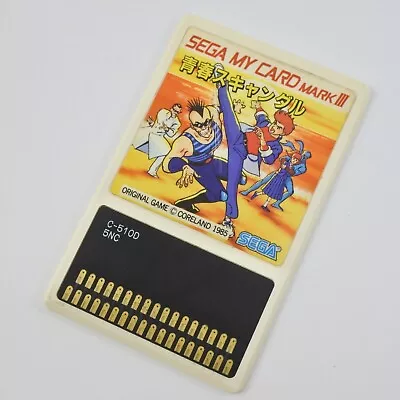 SEGA MY CARD MARK III
青春スキャンダル
ORIGINAL GAME © CORELAND 1985
SEGA
C-510D
5NC